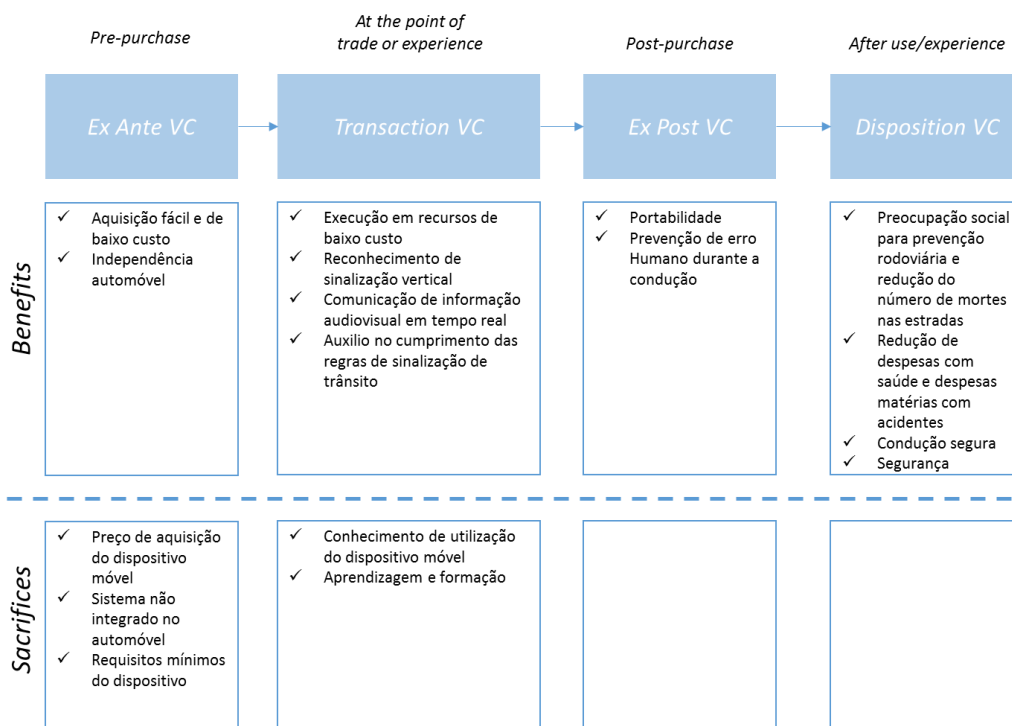 Pre-purchase
At the point of
trade or experience
Post-purchase
After use/experience
Ex Ante VC
Transaction VC
Ex Post VC
Disposition VC
Benefits
✓ Aquisição fácil e de
baixo custo
✓ Independência
automóvel
✓ Execução em recursos de
baixo custo
✓ Reconhecimento de
sinalização vertical
✓ Comunicação de informação
audiovisual em tempo real
✓ Auxilio no cumprimento das
regras de sinalização de
trânsito
✓ Portabilidade
✓ Prevenção de erro
Humano durante a
condução
✓ Preocupação social
para prevenção
rodoviária e
redução do
número de mortes
nas estradas
✓ Redução de
despesas com
saúde e despesas
matérias com
acidentes
✓ Condução segura
✓ Segurança
Sacrifices
✓ Preço de aquisição
do dispositivo
móvel
✓ Sistema não
integrado no
automóvel
✓ Requisitos mínimos
do dispositivo
✓ Conhecimento de utilização
do dispositivo móvel
✓ Aprendizagem e formação